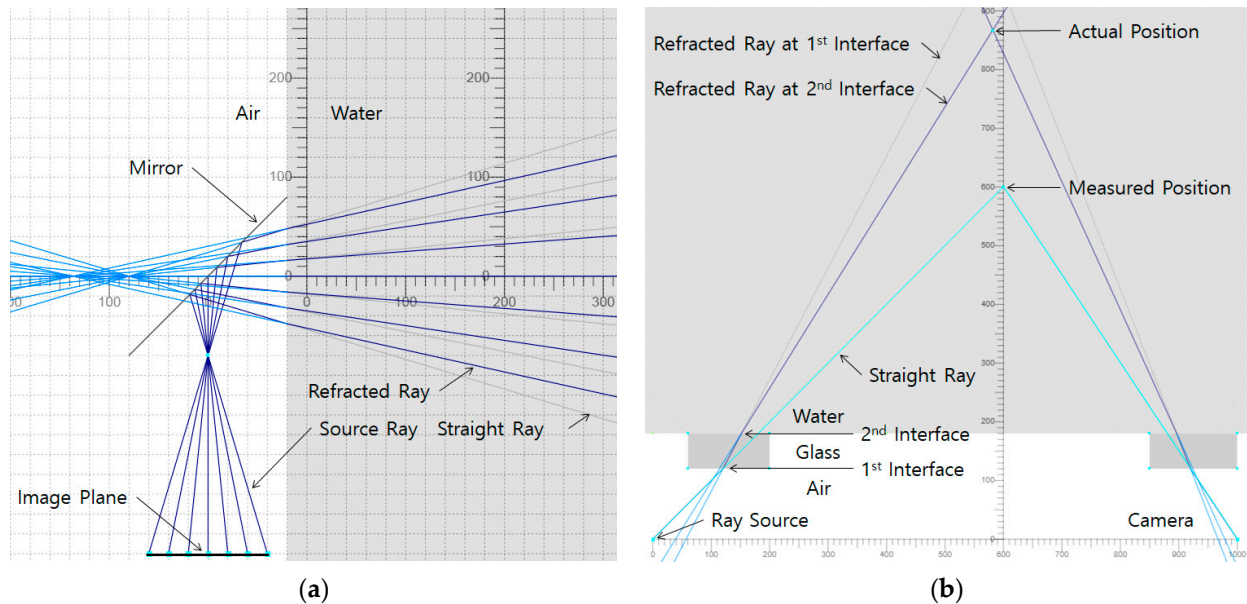 200 200
Air Water
Mirror
100 100
0 0
00 100 0 100 200 300
Refracted Ray
Source Ray Straight Ray
Image Plane
(a)
900
Refracted Ray at 1st Interface
Actual Position
Refracted Ray at 2nd Interface
800
700
600
Measured Position
500
400
300
Straight Ray
200
Water
2nd Interface
Glass
1st Interface
100
Air
Ray Source
Camera
0
0 100 200 300 400 500 600 700 800 900 1000
(b)